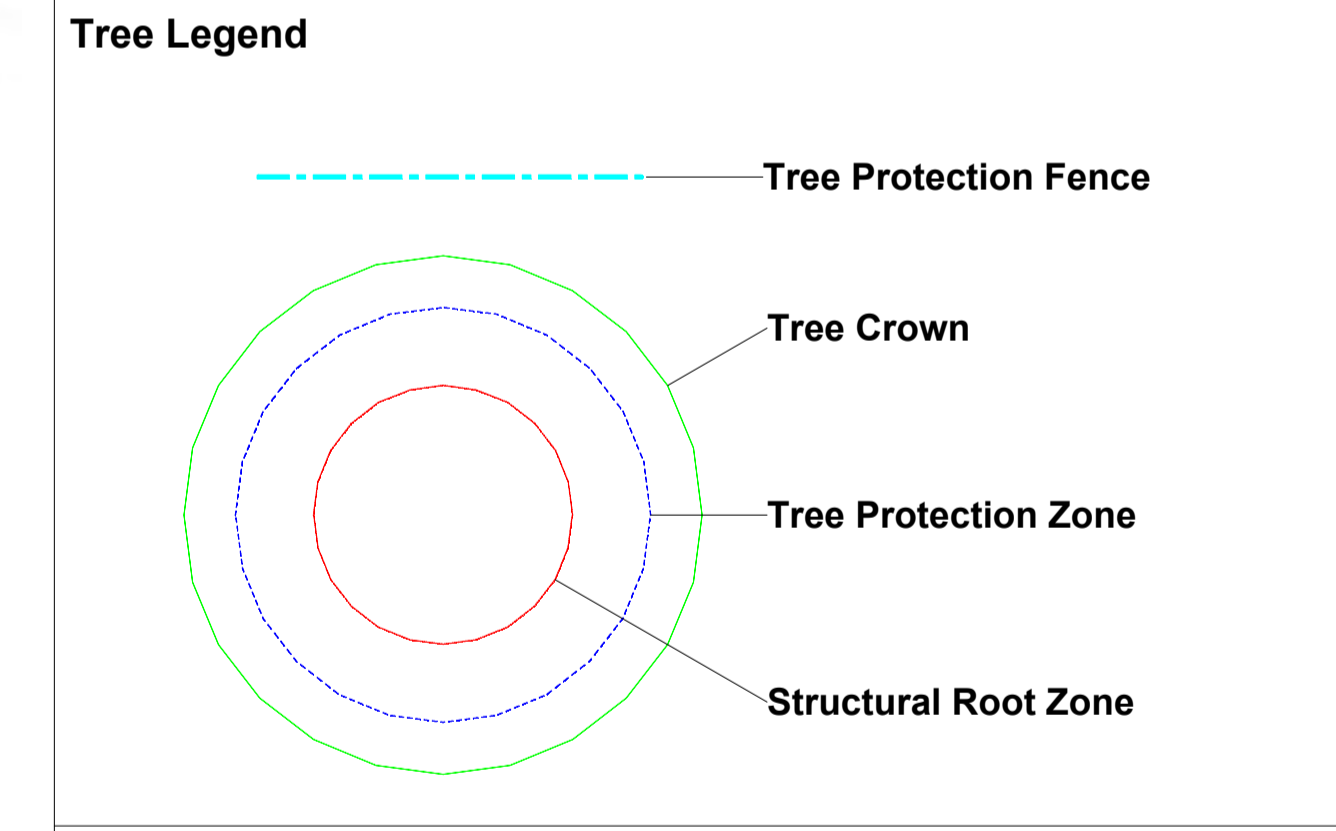 Tree Legend
Tree Protection Fence
Tree Crown
Tree Protection Zone
Structural Root Zone